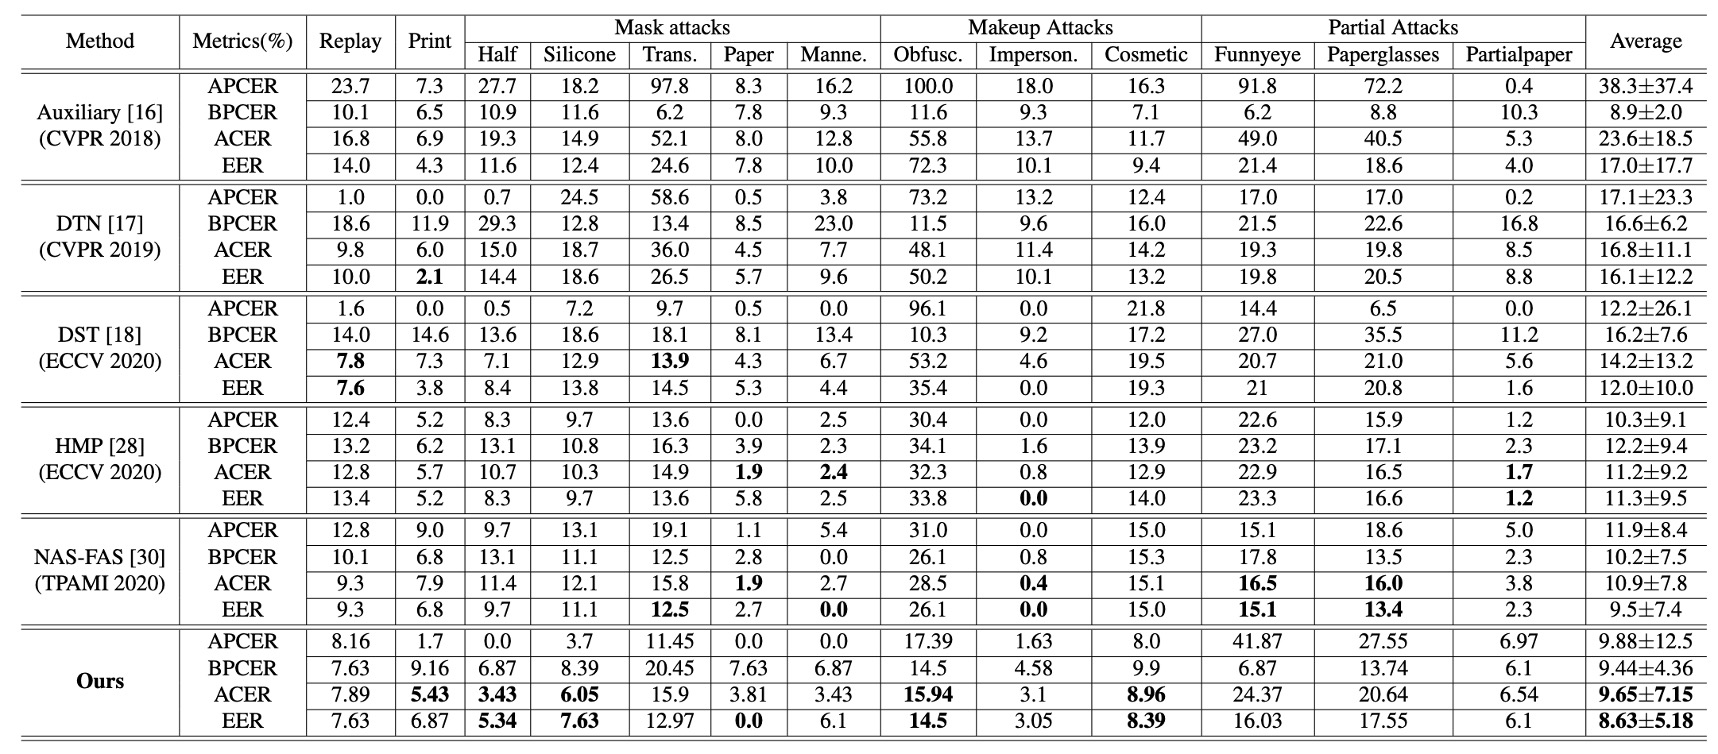 Method Metrics(%) Replay Print Mask attacks Makeup Attacks Partial Attacks Average
Half Silicone Trans. Paper Manne. Obfusc. Imperson. Cosmetic Funnyeye Paperglasses Partialpaper
Auxiliary [16] (CVPR 2018)
APCER 23.7 7.3 27.7 18.2 97.8 8.3 16.2 100.0 18.0 16.3 91.8 72.2 0.4 38.3±37.4
BPCER 10.1 6.5 10.9 11.6 6.2 7.8 9.3 11.6 9.3 7.1 6.2 8.8 10.3 8.9±2.0
ACER 16.8 6.9 19.3 14.9 52.1 8.0 12.8 55.8 13.7 11.7 49.0 40.5 5.3 23.6±18.5
EER 14.0 4.3 11.6 12.4 24.6 7.8 10.0 72.3 10.1 9.4 21.4 18.6 4.0 17.0±17.7
DTN [17] (CVPR 2019)
APCER 1.0 0.0 0.7 24.5 58.6 0.5 3.8 73.2 13.2 12.4 17.0 17.0 0.2 17.1±23.3
BPCER 18.6 11.9 29.3 12.8 13.4 8.5 23.0 11.5 9.6 16.0 21.5 22.6 16.8 16.6±6.2
ACER 9.8 6.0 15.0 18.7 36.0 4.5 7.7 48.1 11.4 14.2 19.3 19.8 8.5 16.8±11.1
EER 10.0 2.1 14.4 18.6 26.5 5.7 9.6 50.2 10.1 13.2 19.8 20.5 8.8 16.1±12.2
DST [18] (ECCV 2020)
APCER 1.6 0.0 0.5 7.2 9.7 0.5 0.5 96.1 0.0 21.8 14.4 6.5 0.0 12.2±26.1
BPCER 14.0 14.6 13.6 18.6 18.1 8.1 13.4 10.3 9.2 17.2 27.0 35.5 11.2 16.2±7.6
ACER 7.8 7.3 7.1 12.9 13.9 4.3 6.7 53.2 4.6 19.5 20.7 21.0 5.6 14.2±13.2
EER 7.6 3.8 8.4 13.8 14.5 5.3 4.4 35.4 0.0 19.3 21 20.8 1.6 12.0±10.0
HMP [28] (ECCV 2020)
APCER 12.4 5.2 8.3 9.7 13.6 0.0 2.5 30.4 0.0 12.0 22.6 15.9 1.2 10.3±9.1
BPCER 13.2 6.2 13.1 10.8 16.3 3.9 2.3 34.1 1.6 13.9 23.2 17.1 2.3 12.2±9.4
ACER 12.8 5.7 10.7 10.3 14.9 1.9 2.4 32.3 0.8 12.9 22.9 16.5 1.7 11.2±9.2
EER 13.4 5.2 8.3 9.7 13.6 5.8 2.5 33.8 0.0 14.0 23.3 16.6 1.2 11.3±9.5
NAS-FAS [30] (TPAMI 2020)
APCER 12.8 9.0 9.7 13.1 19.1 1.1 5.4 31.0 0.0 15.0 15.1 18.6 5.0 11.9±8.4
BPCER 10.1 6.8 13.1 11.1 12.5 2.8 0.0 26.1 0.8 15.3 17.8 13.5 2.3 10.2±7.5
ACER 9.3 7.9 11.4 12.1 15.8 1.9 2.7 28.5 0.4 15.1 16.5 16.0 3.8 10.9±7.8
EER 9.3 6.8 9.7 11.1 12.5 2.7 0.0 26.1 0.0 15.0 15.1 13.4 2.3 9.5±7.4
Ours
APCER 8.16 1.7 0.0 3.7 11.45 0.0 0.0 17.39 1.63 8.0 41.87 27.55 6.97 9.88±12.5
BPCER 7.63 9.16 6.87 8.39 20.45 7.63 6.87 14.5 4.58 9.9 6.87 13.74 6.1 9.44±4.36
ACER 7.89 5.43 3.43 6.05 15.9 3.81 3.43 15.94 3.1 8.96 24.37 20.64 6.54 9.65±7.15
EER 7.63 6.87 5.34 7.63 12.97 0.0 6.1 14.5 3.05 8.39 16.03 17.55 6.1 8.63±5.18